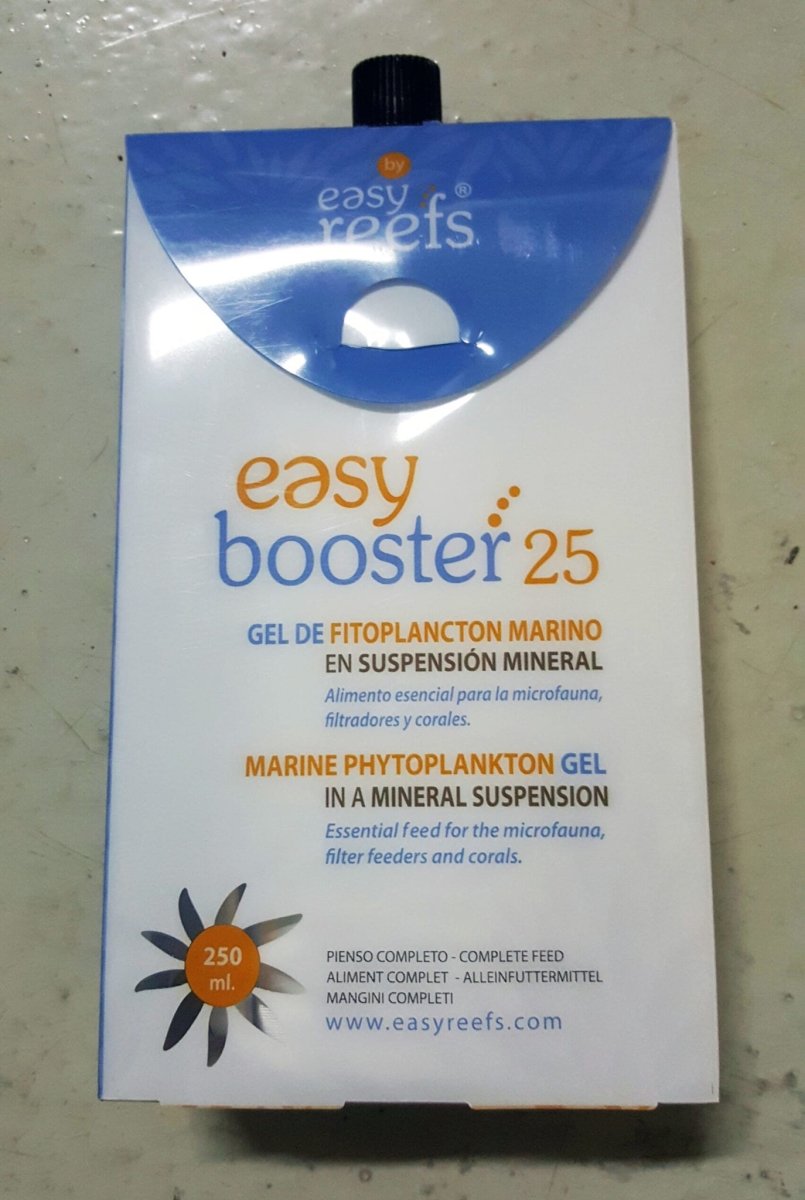 by
easy®
reefs
easy
booster 25
GEL DE FITOPLANCTON MARINO
EN SUSPENSIÓN MINERAL
Alimento esencial para la microfauna,
filtradores y corales.
MARINE PHYTOPLANKTON GEL
IN A MINERAL SUSPENSION
Essential feed for the microfauna,
filter feeders and corals.
250
ml.
PIENSO COMPLETO - COMPLETE FEED
ALIMENT COMPLET - ALLEINFUTTERMITTEL
MANGINI COMPLETI
www.easyreefs.com